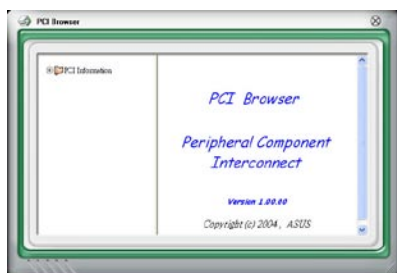 PCI Browser
PCI Information
PCI Browser
Peripheral Component
Interconnect
Version 1.00.60
Copyright (c) 2004, ASUS